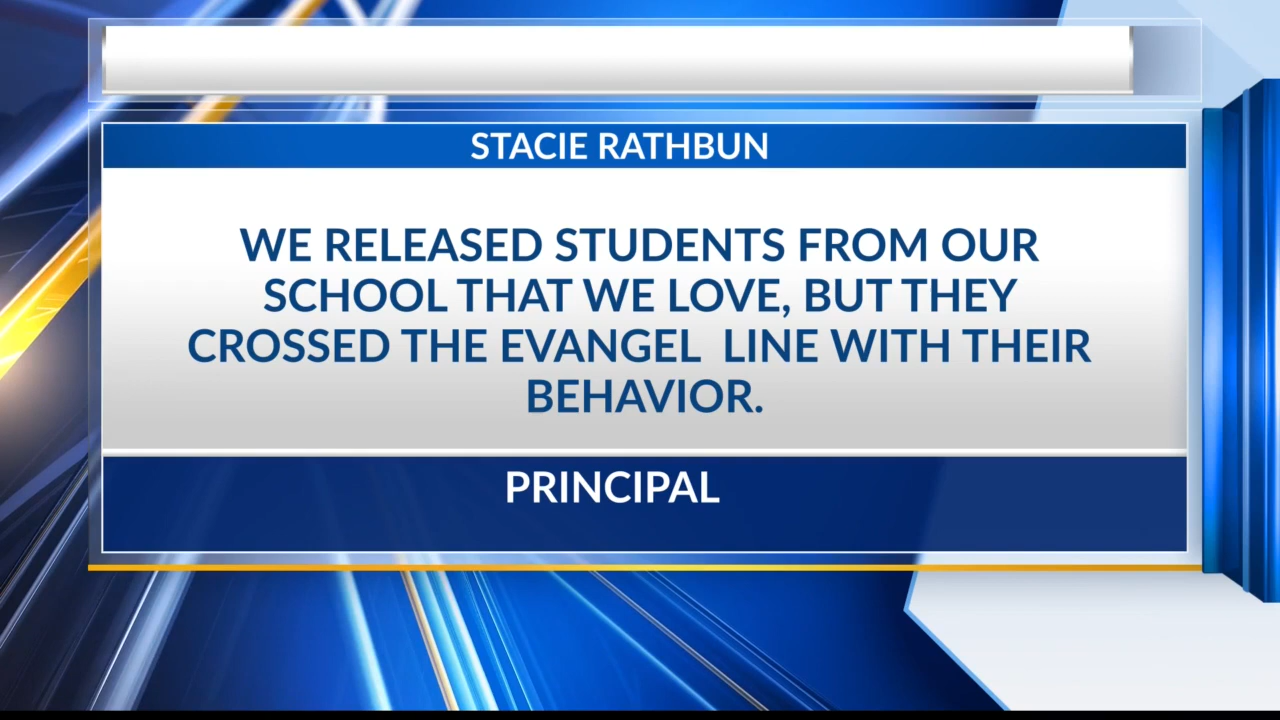 STACIE RATHBUN
WE RELEASED STUDENTS FROM OUR
SCHOOL THAT WE LOVE, BUT THEY
CROSSED THE EVANGEL  LINE WITH THEIR
BEHAVIOR.
PRINCIPAL